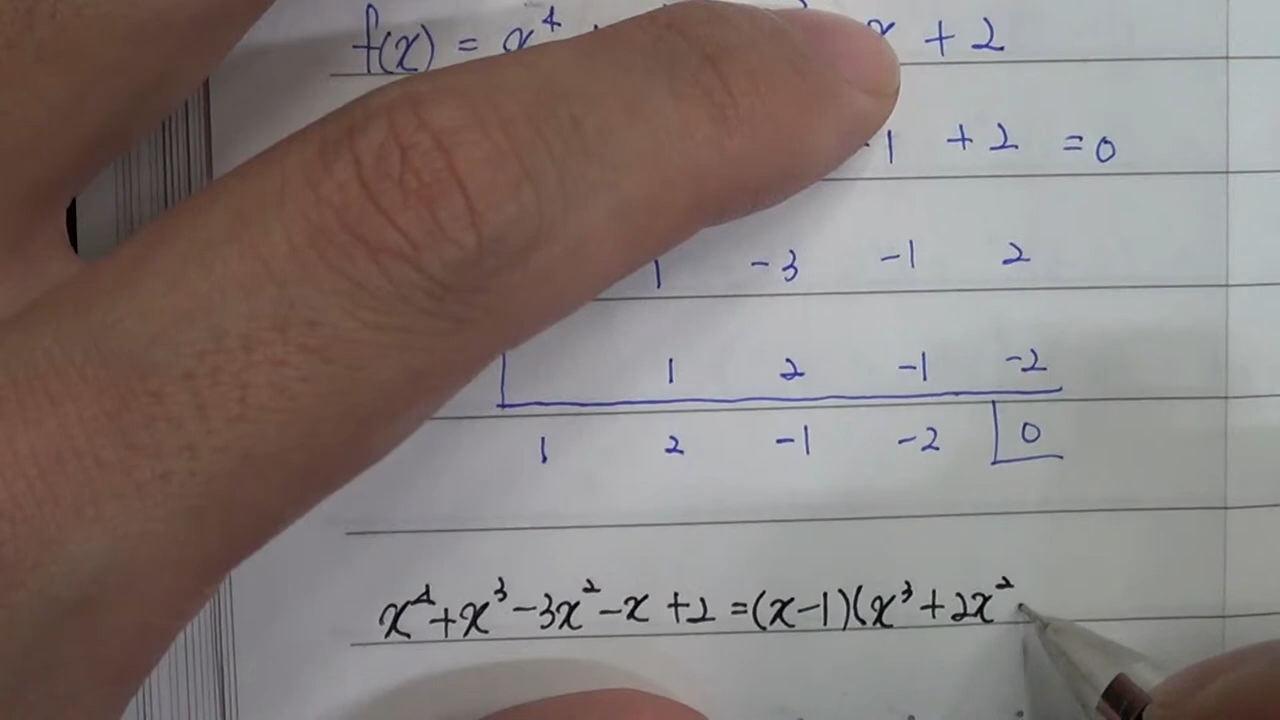 f(x) = x⁴ x + 2
1 + 2 = 0
1 -3 -1 2
1 2 -1 -2
1 2 -1 -2 0
x⁴+x³-3x²-x+2=(x-1)(x³+2x²